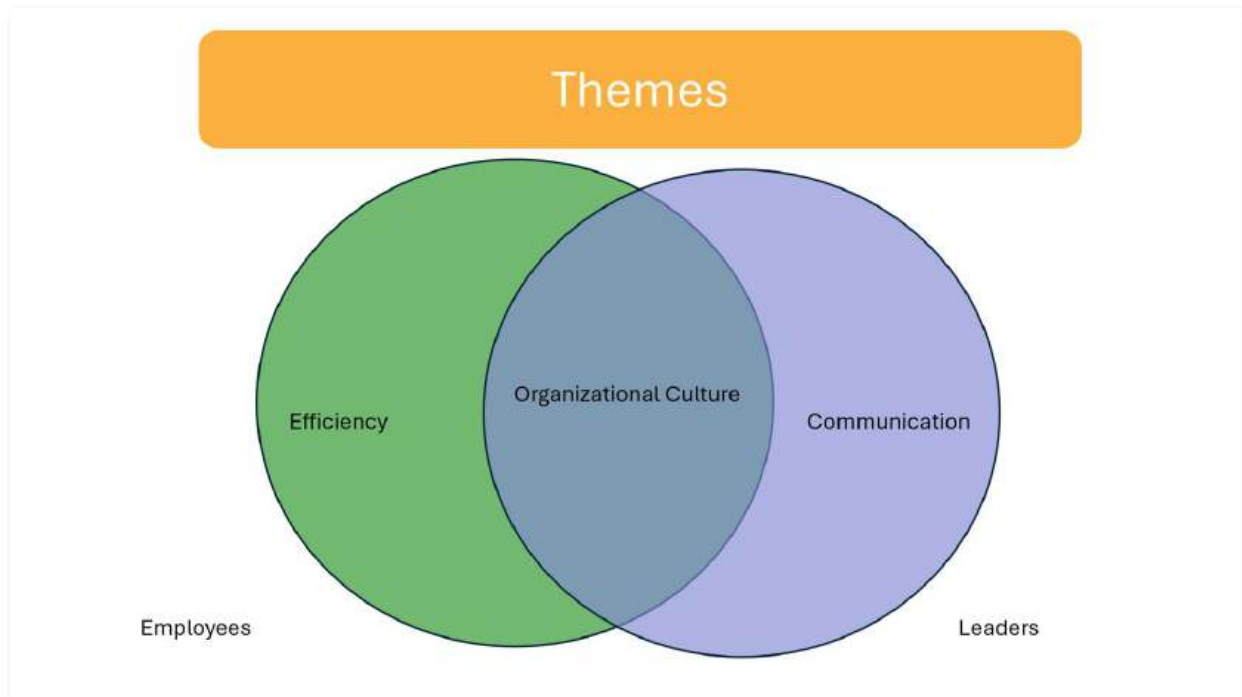 Themes
Organizational Culture
Efficiency
Communication
Employees
Leaders